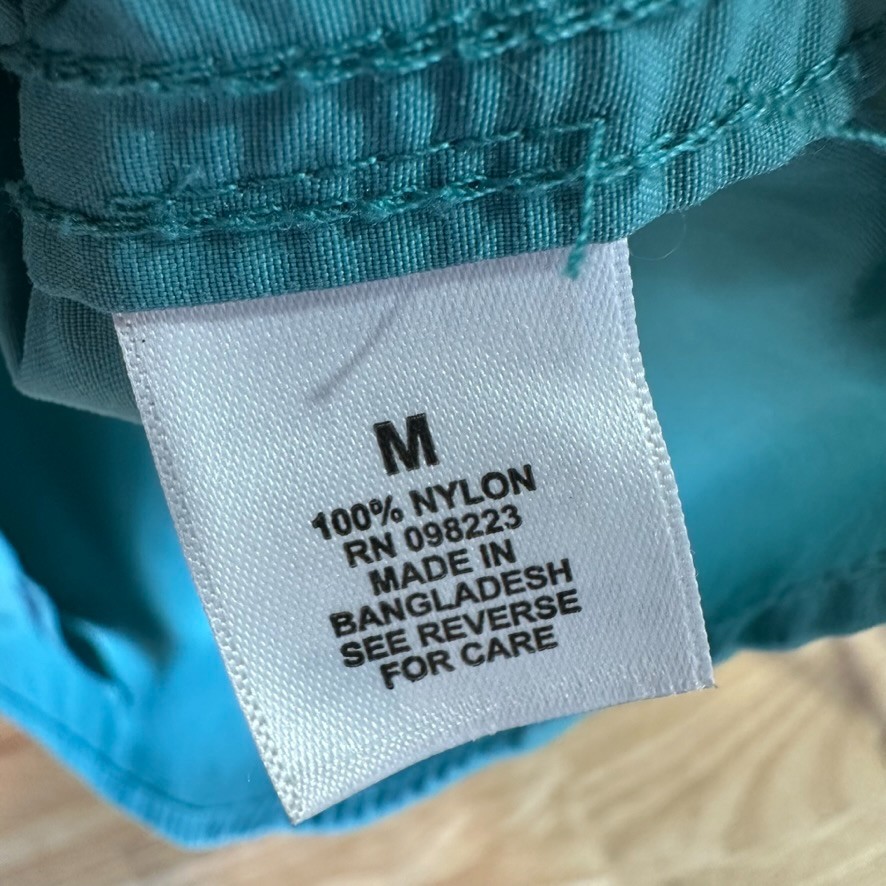 M
100% NYLON
RN 098223
MADE IN
BANGLADESH
SEE REVERSE
FOR CARE